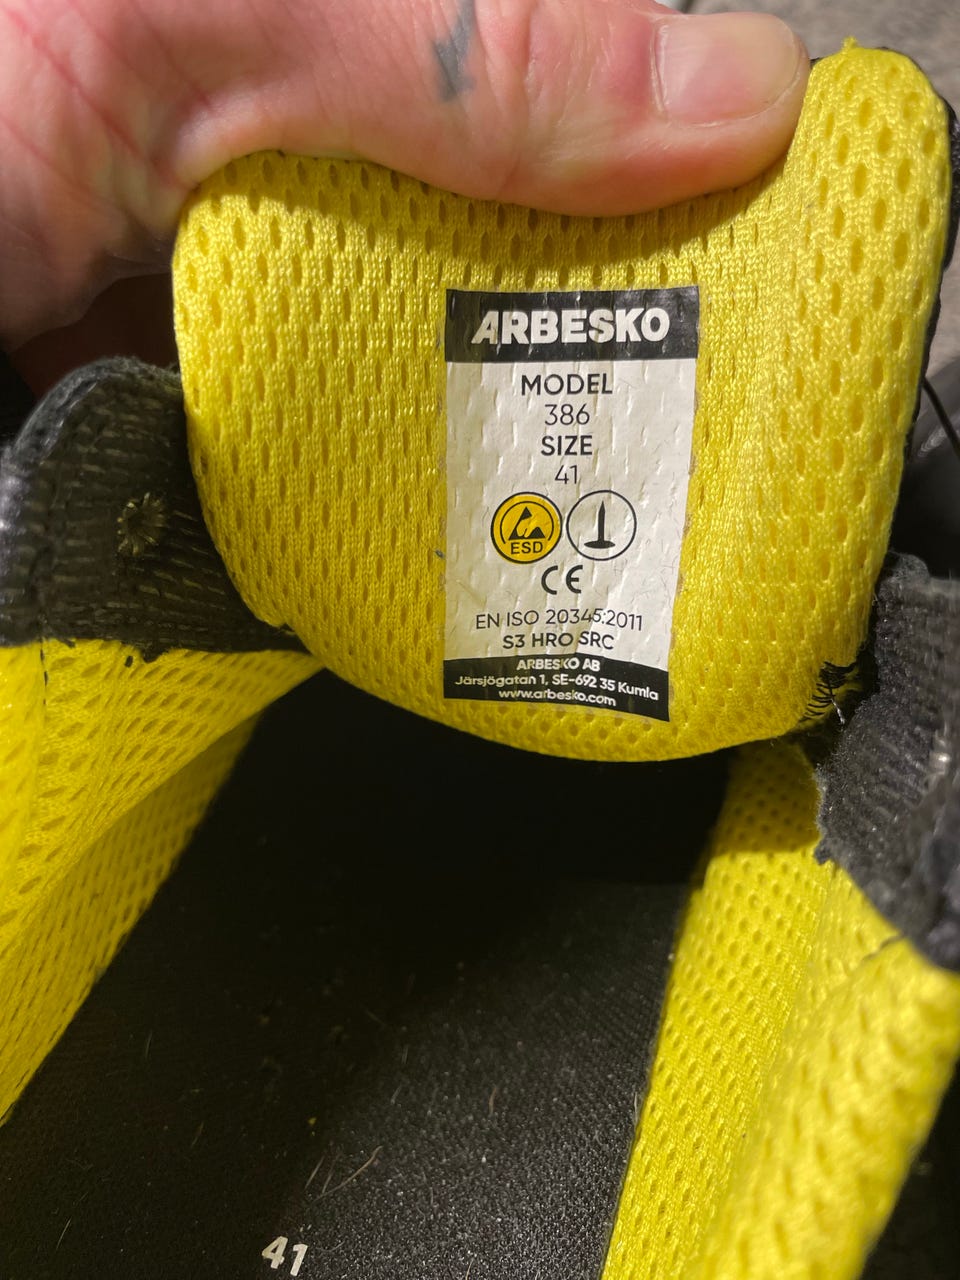 ARBESKO
MODEL
386
SIZE
41
ESD
CE
EN ISO 20345:2011
S3 HRO SRC
ARBESKO AB
Järsjögatan 1, SE-692 35 Kumla
www.arbesko.com
41